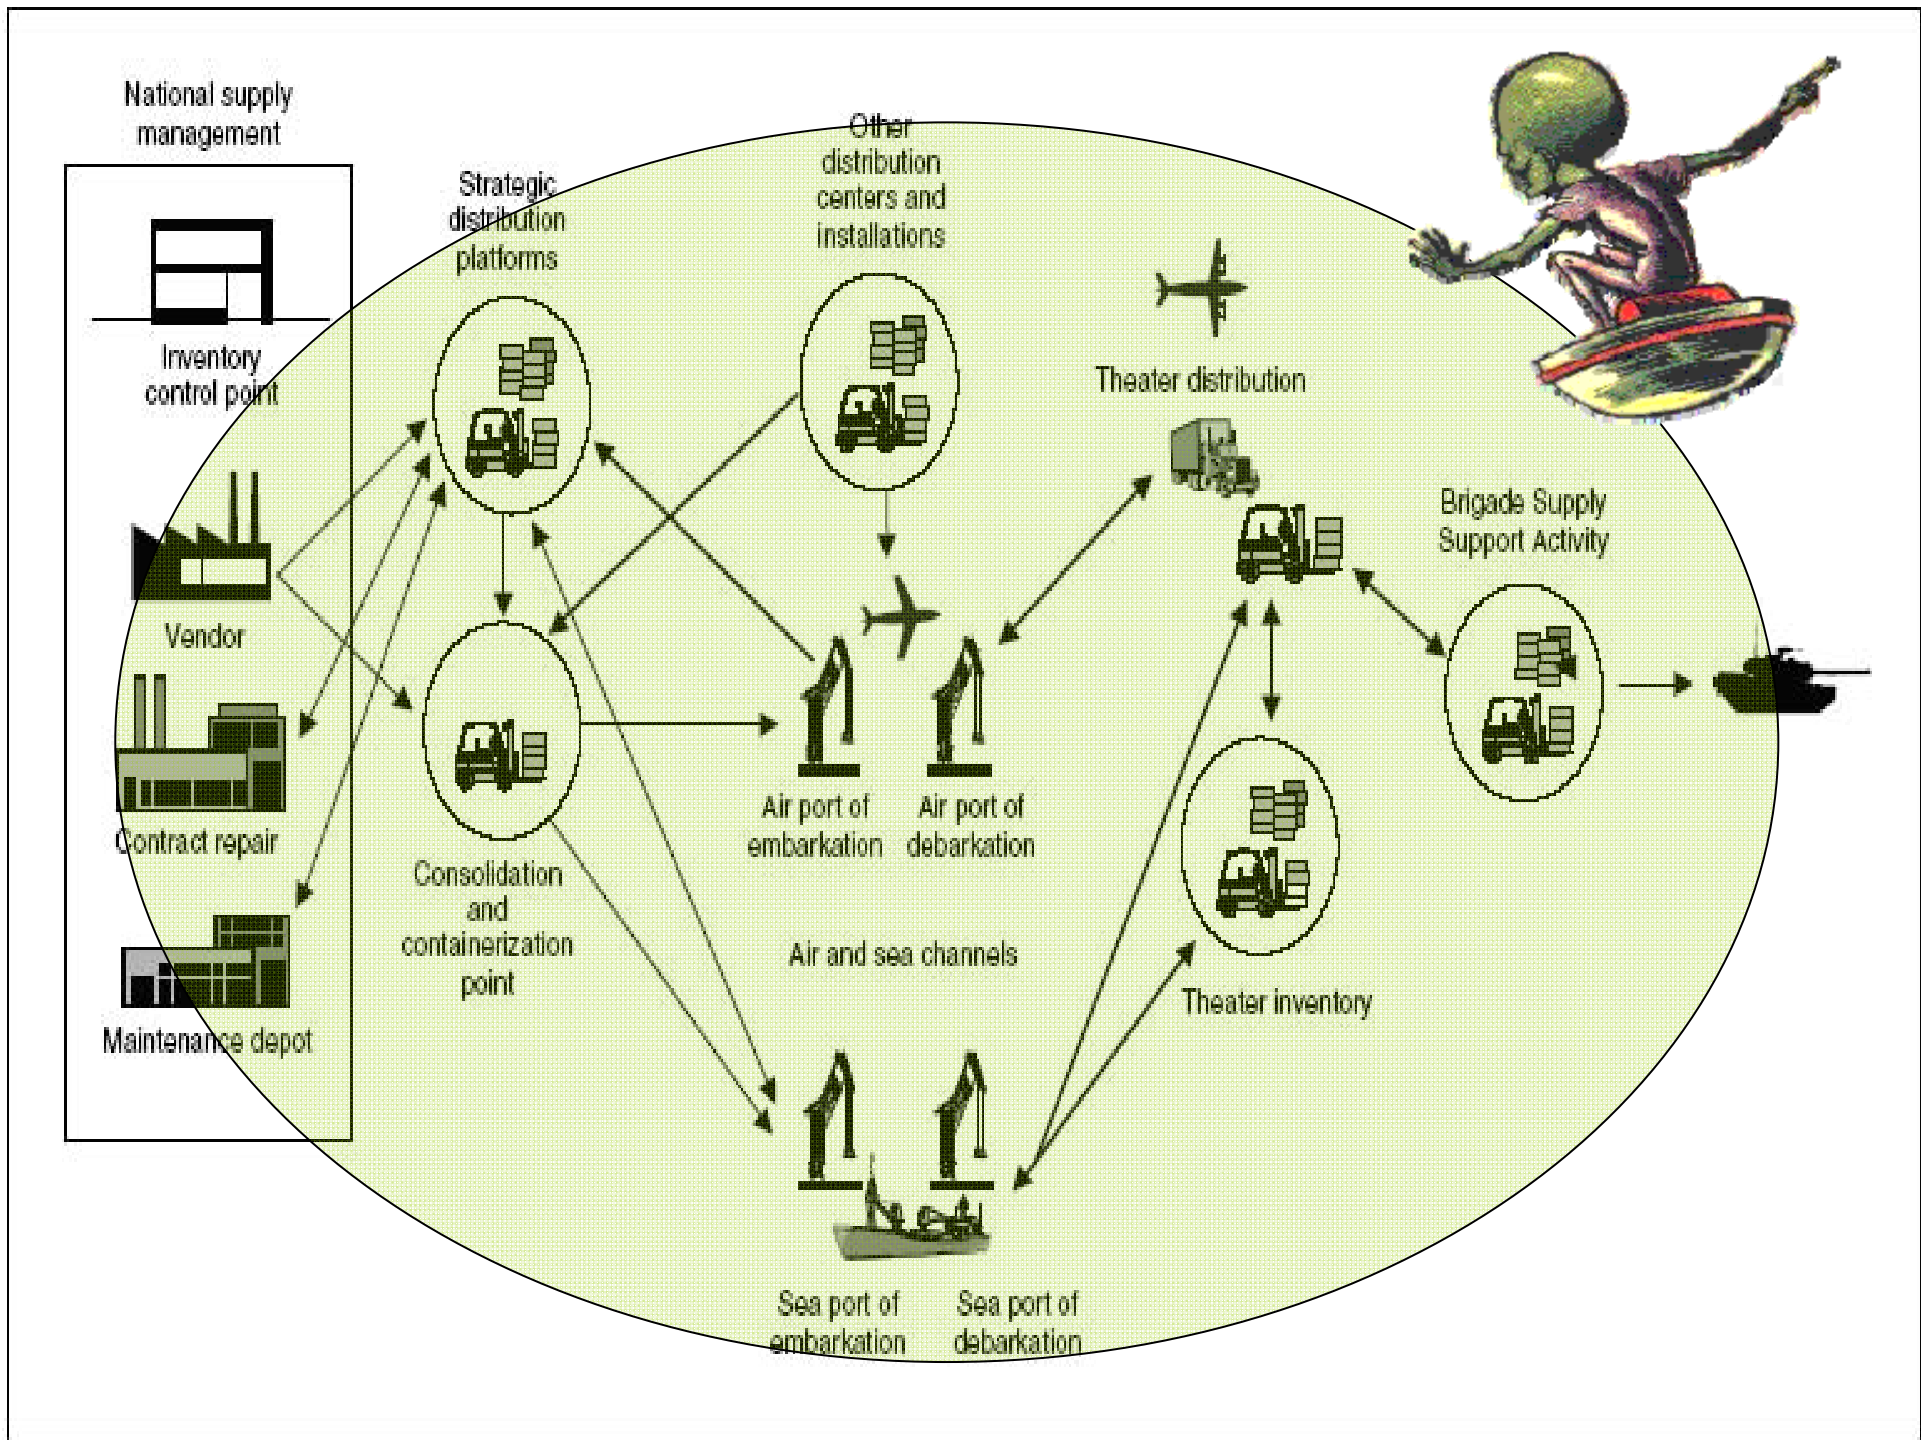 National supply
management
Inventory
control point
Vendor
Contract repair
Maintenance depot
Strategic
distribution
platforms
Consolidation
and
containerization
point
Other
distribution
centers and
installations
Air port of
embarkation
Air port of
debarkation
Air and sea channels
Sea port of
embarkation
Sea port of
debarkation
Theater distribution
Theater inventory
Brigade Supply
Support Activity